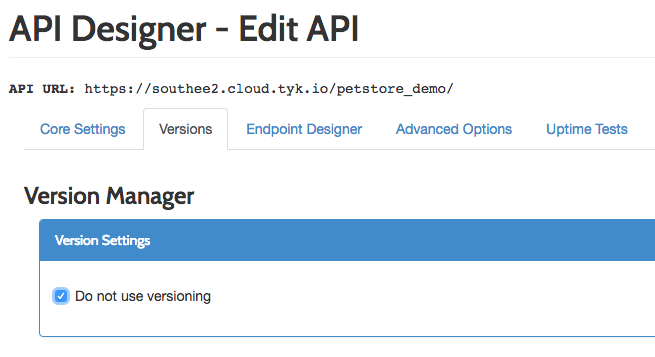 API Designer - Edit API
API URL: https://southee2.cloud.tyk.io/petstore_demo/
Core Settings Versions Endpoint Designer Advanced Options Uptime Tests
Version Manager
Version Settings
Do not use versioning